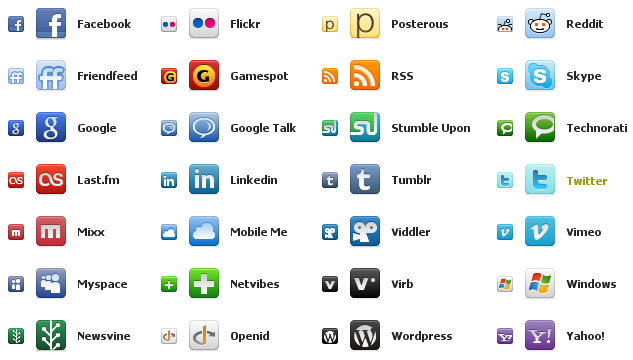 Facebook Flickr Posterous Reddit
Friendfeed Gamespot RSS Skype
Google Google Talk Stumble Upon Technorati
Last.fm Linkedin Tumblr Twitter
Mixx Mobile Me Viddler Vimeo
Myspace Netvibes Virb Windows
Newsvine Openid Wordpress Yahoo!